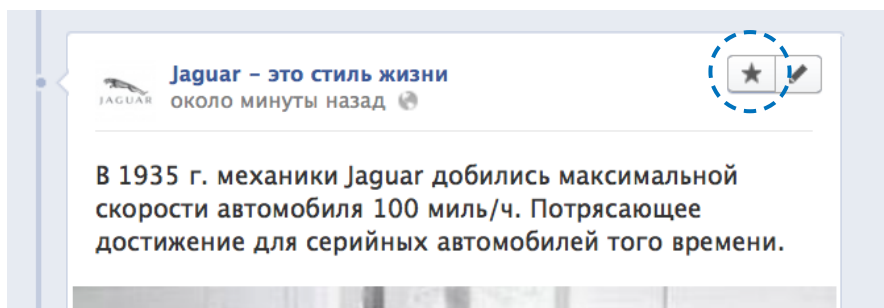 Jaguar – это стиль жизни
около минуты назад
JAGUAR
В 1935 г. механики Jaguar добились максимальной
скорости автомобиля 100 миль/ч. Потрясающее
достижение для серийных автомобилей того времени.